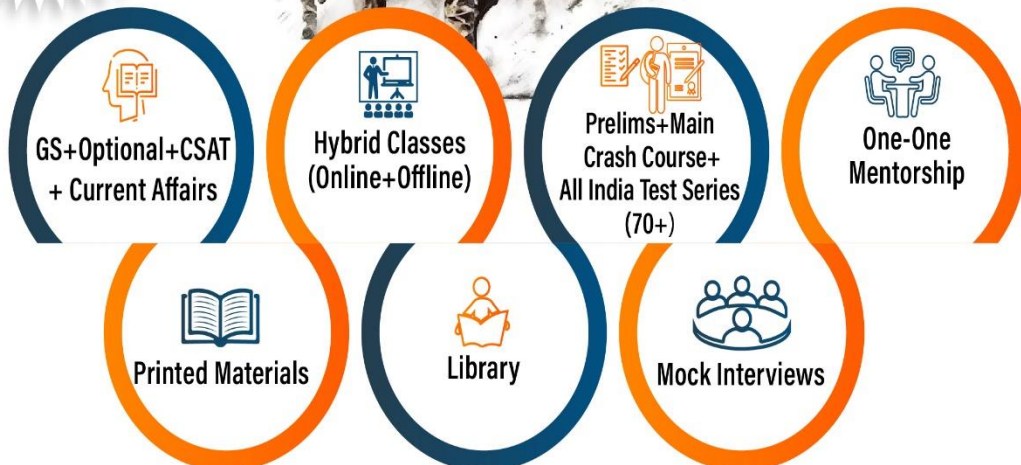 GS+Optional+CSAT
+ Current Affairs
Hybrid Classes
(Online+Offline)
Prelims+Main
Crash Course+
All India Test Series
(70+)
One-One
Mentorship
Printed Materials
Library
Mock Interviews